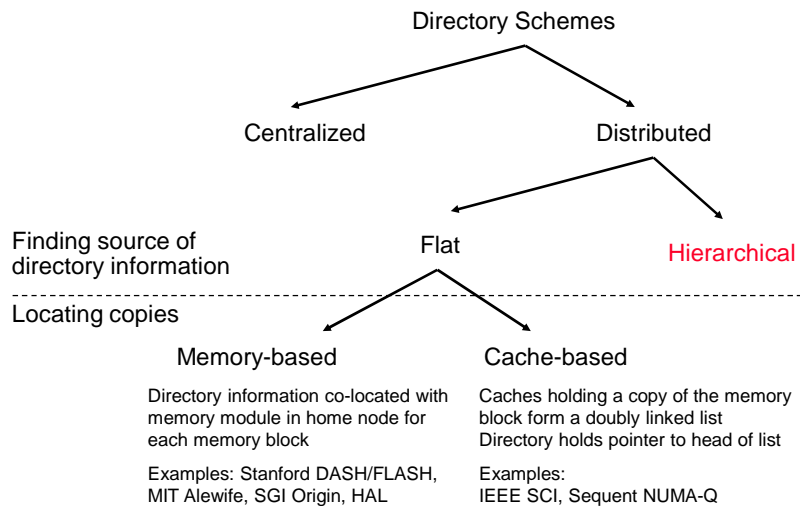 Directory Schemes
Centralized
Distributed
Finding source of
directory information
Flat
Hierarchical
Locating copies
Memory-based
Directory information co-located with
memory module in home node for
each memory block
Examples: Stanford DASH/FLASH,
MIT Alewife, SGI Origin, HAL
Cache-based
Caches holding a copy of the memory
block form a doubly linked list
Directory holds pointer to head of list
Examples:
IEEE SCI, Sequent NUMA-Q